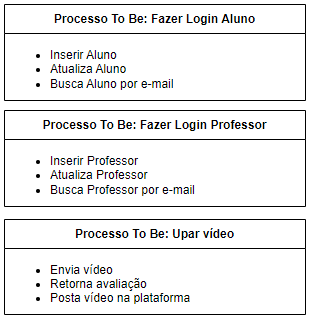 Processo To Be: Fazer Login Aluno
• Inserir Aluno
• Atualiza Aluno
• Busca Aluno por e-mail
Processo To Be: Fazer Login Professor
• Inserir Professor
• Atualiza Professor
• Busca Professor por e-mail
Processo To Be: Upar vídeo
• Envia vídeo
• Retorna avaliação
• Posta vídeo na plataforma